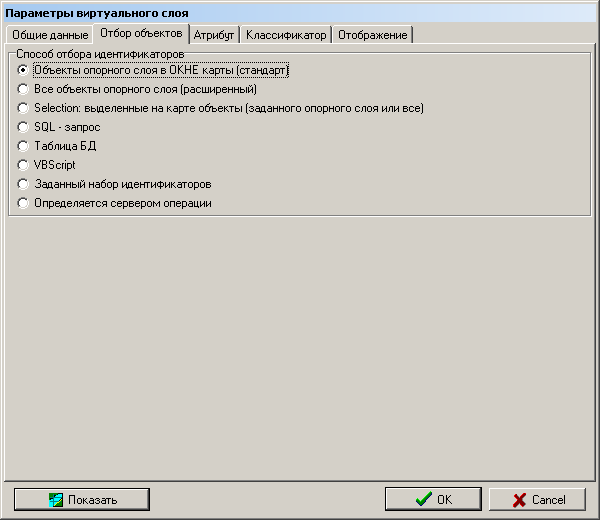 Параметры виртуального слоя
Общие данные Отбор объектов Атрибут Классификатор Отображение
Способ отбора идентификаторов
Объекты опорного слоя в ОКНЕ карты (стандарт)
Все объекты опорного слоя (расширенный)
Selection: выделенные на карте объекты (заданного опорного слоя или все)
SQL - запрос
Таблица БД
VBScript
Заданный набор идентификаторов
Определяется сервером операции
Показать OK Cancel